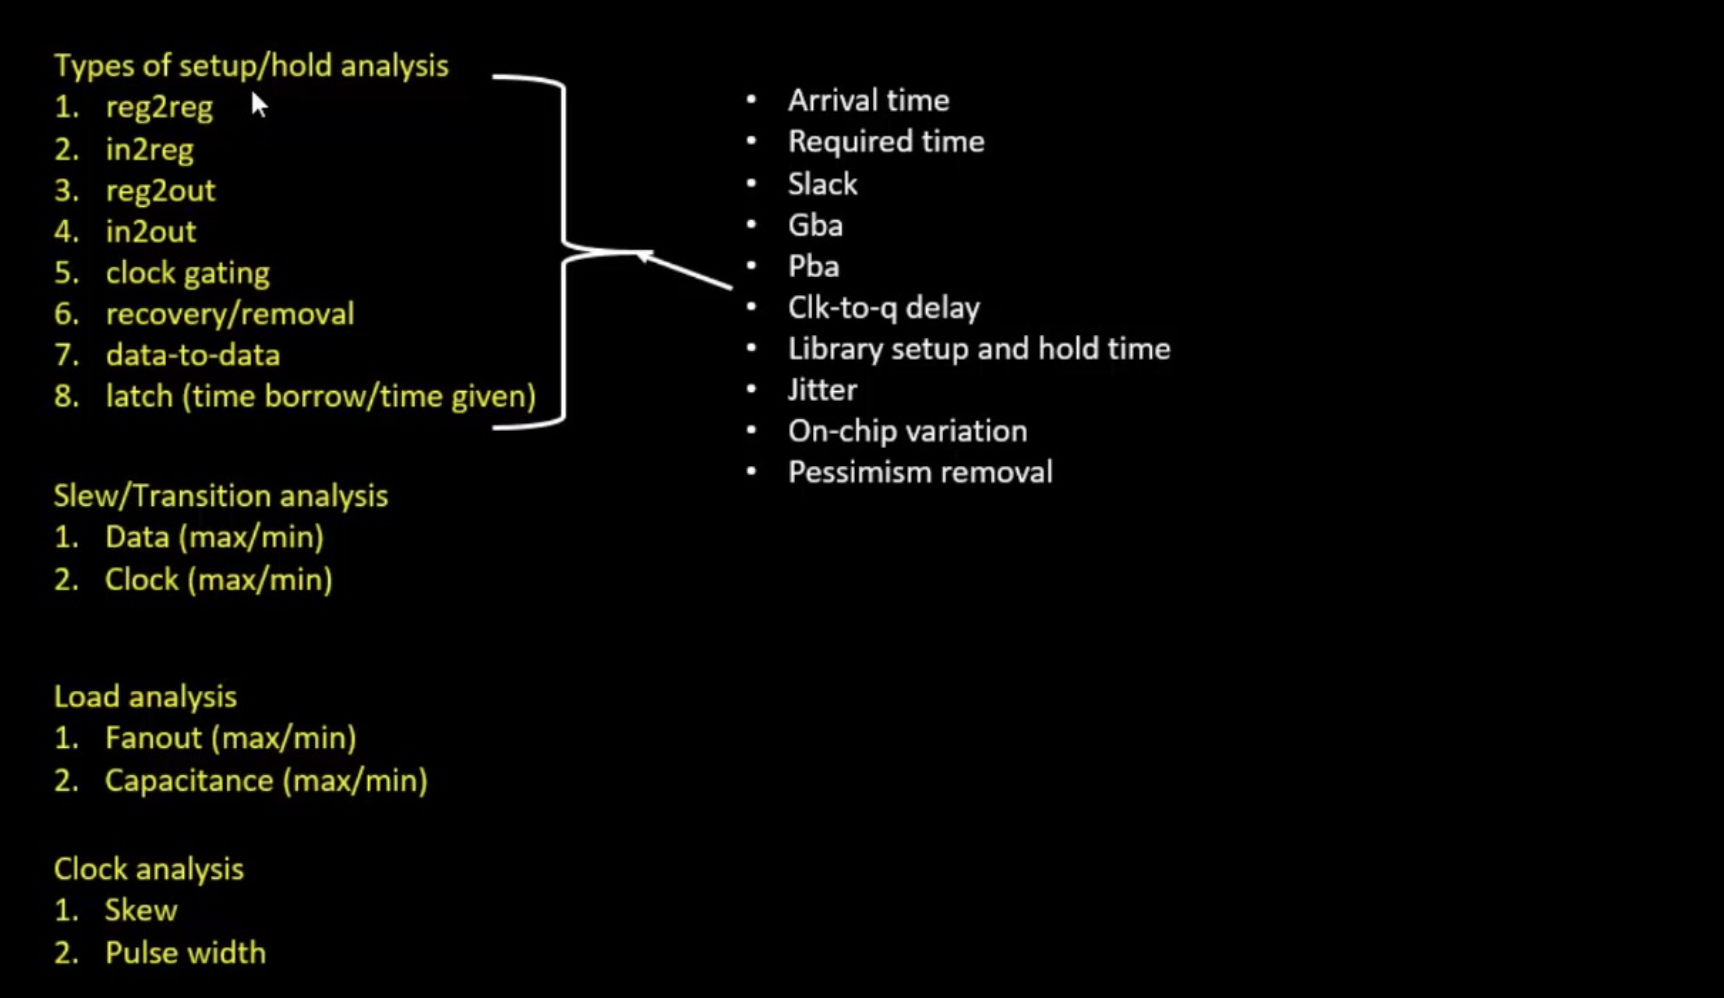 Types of setup/hold analysis
1. reg2reg
2. in2reg
3. reg2out
4. in2out
5. clock gating
6. recovery/removal
7. data-to-data
8. latch (time borrow/time given)
• Arrival time
• Required time
• Slack
• Gba
• Pba
• Clk-to-q delay
• Library setup and hold time
• Jitter
• On-chip variation
• Pessimism removal
Slew/Transition analysis
1. Data (max/min)
2. Clock (max/min)
Load analysis
1. Fanout (max/min)
2. Capacitance (max/min)
Clock analysis
1. Skew
2. Pulse width